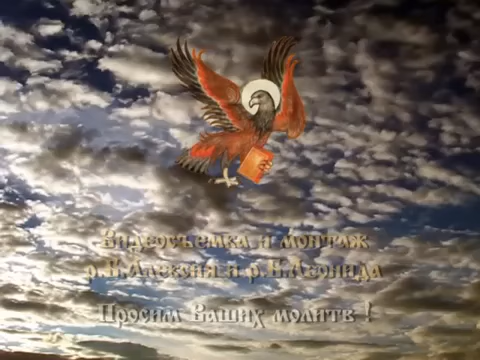 Видеосъемка и монтаж
р.Б.Алексия и р.Б.Леонида
Просим Ваших молитв !